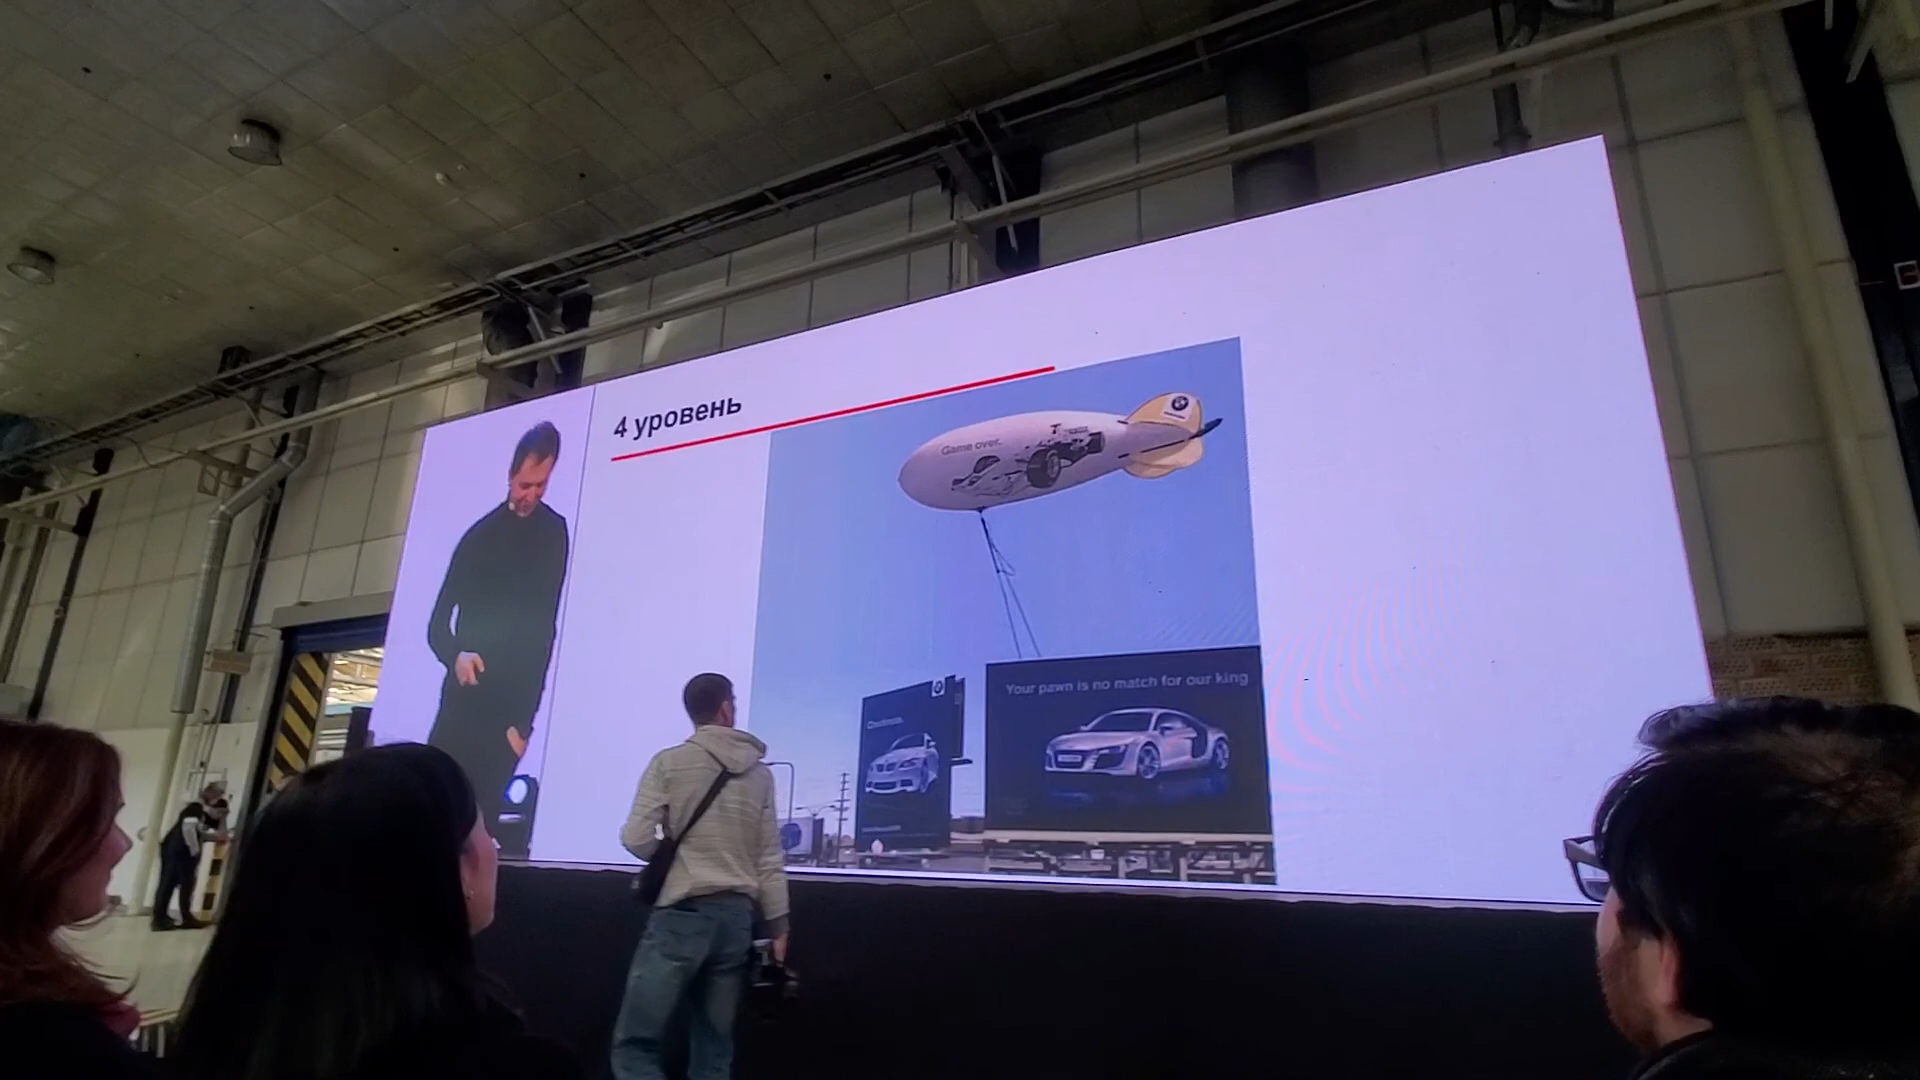 4 уровень
Game over.
Your pawn is no match for our king
Checkmate.